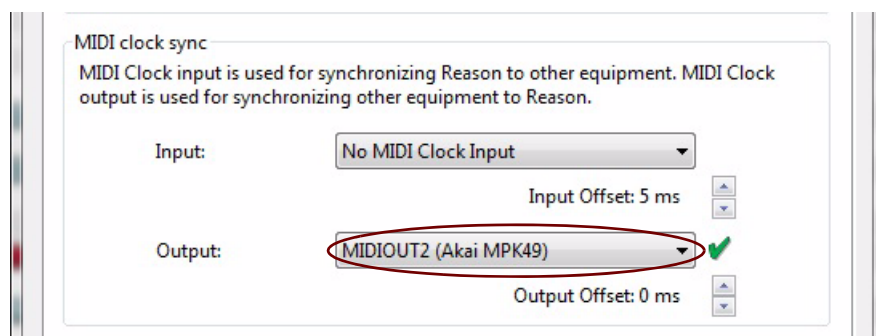 MIDI clock sync
MIDI Clock input is used for synchronizing Reason to other equipment. MIDI Clock
output is used for synchronizing other equipment to Reason.
Input:
No MIDI Clock Input
Input Offset: 5 ms
Output:
MIDIOUT2 (Akai MPK49)
Output Offset: 0 ms